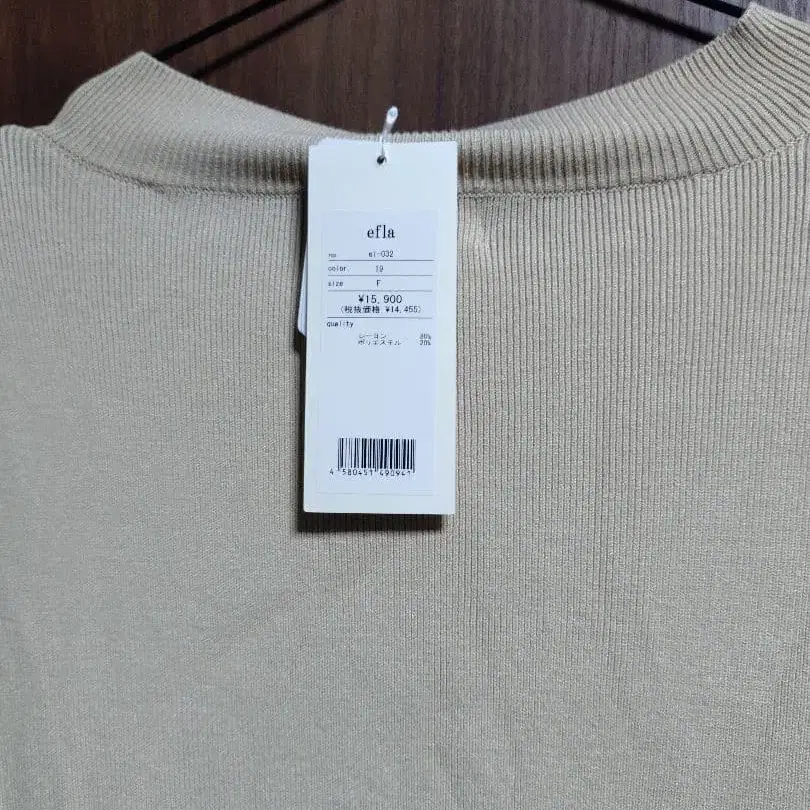 efla
no. el-032
color. 19
size F
¥15,900
(税抜価格 ¥14,455)
quality
レーヨン 80%
ポリエステル 20%
4 580451 490941